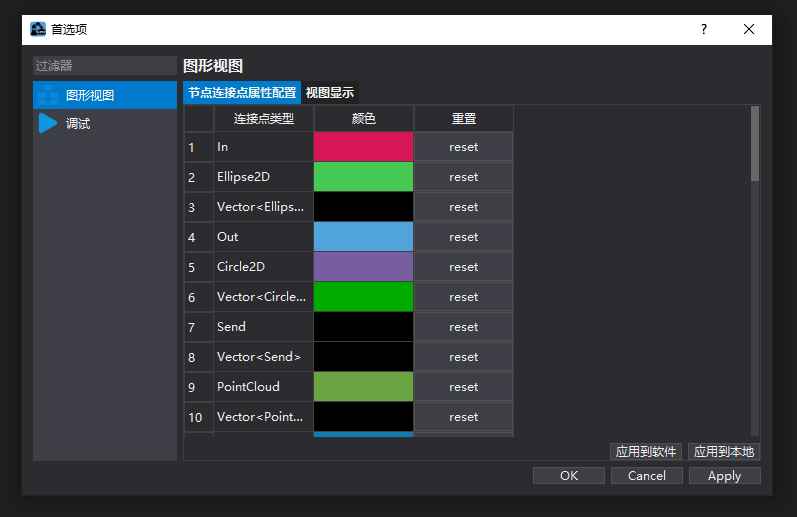 首选项
?
过滤器
图形视图
调试
图形视图
节点连接点属性配置 视图显示
连接点类型 颜色 重置
1 In reset
2 Ellipse2D reset
3 Vector<Ellips... reset
4 Out reset
5 Circle2D reset
6 Vector<Circle... reset
7 Send reset
8 Vector<Send> reset
9 PointCloud reset
10 Vector<Point... reset
应用到软件 应用到本地
OK Cancel Apply